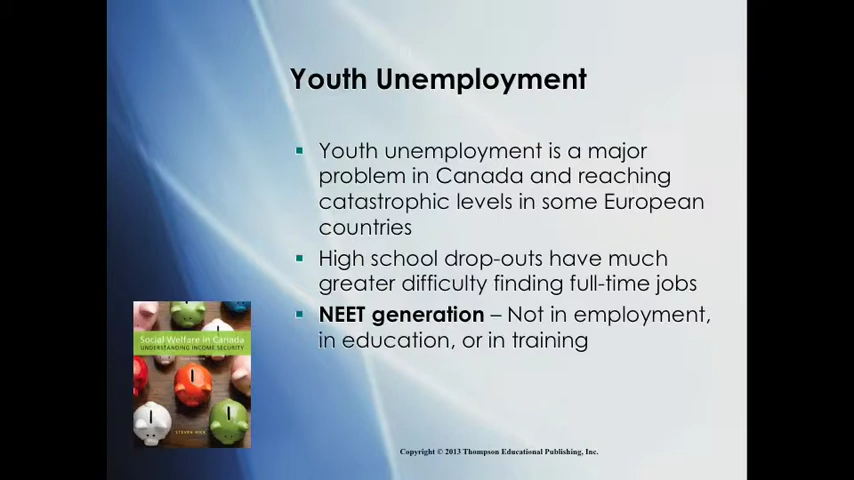 Youth Unemployment
Youth unemployment is a major
problem in Canada and reaching
catastrophic levels in some European
countries
High school drop-outs have much
greater difficulty finding full-time jobs
NEET generation – Not in employment,
in education, or in training
Social Welfare in Canada
UNDERSTANDING INCOME SECURITY
STEVEN HICK
Copyright © 2013 Thompson Educational Publishing, Inc.